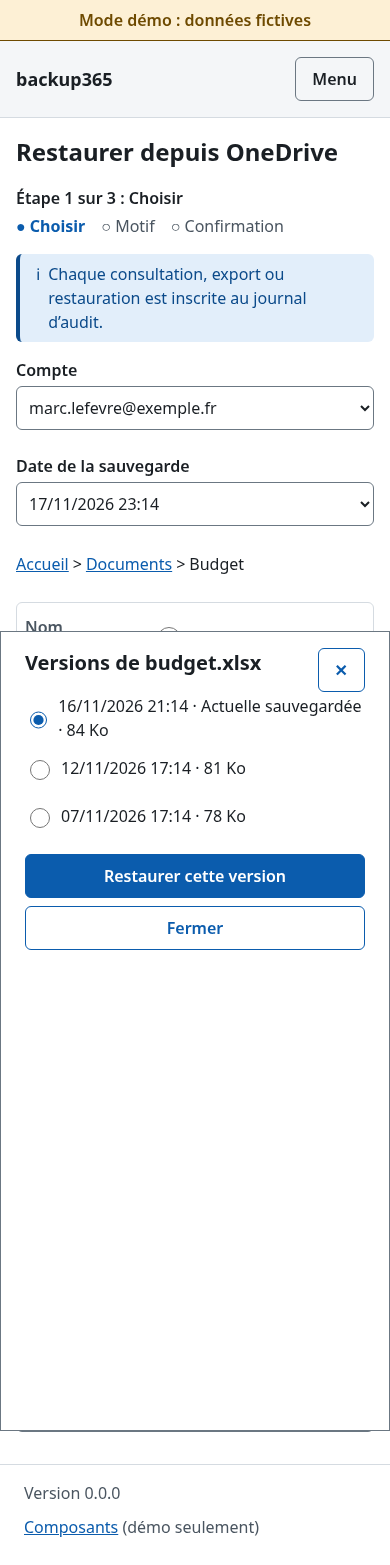 Mode démo : données fictives
backup365
Menu
Restaurer depuis OneDrive
Étape 1 sur 3 : Choisir
● Choisir ○ Motif ○ Confirmation
i Chaque consultation, export ou
restauration est inscrite au journal
d’audit.
Compte
marc.lefevre@exemple.fr
Date de la sauvegarde
17/11/2026 23:14
Accueil > Documents > Budget
Nom
Versions de budget.xlsx
×
16/11/2026 21:14 · Actuelle sauvegardée
· 84 Ko
12/11/2026 17:14 · 81 Ko
07/11/2026 17:14 · 78 Ko
Restaurer cette version
Fermer
Version 0.0.0
Composants (démo seulement)